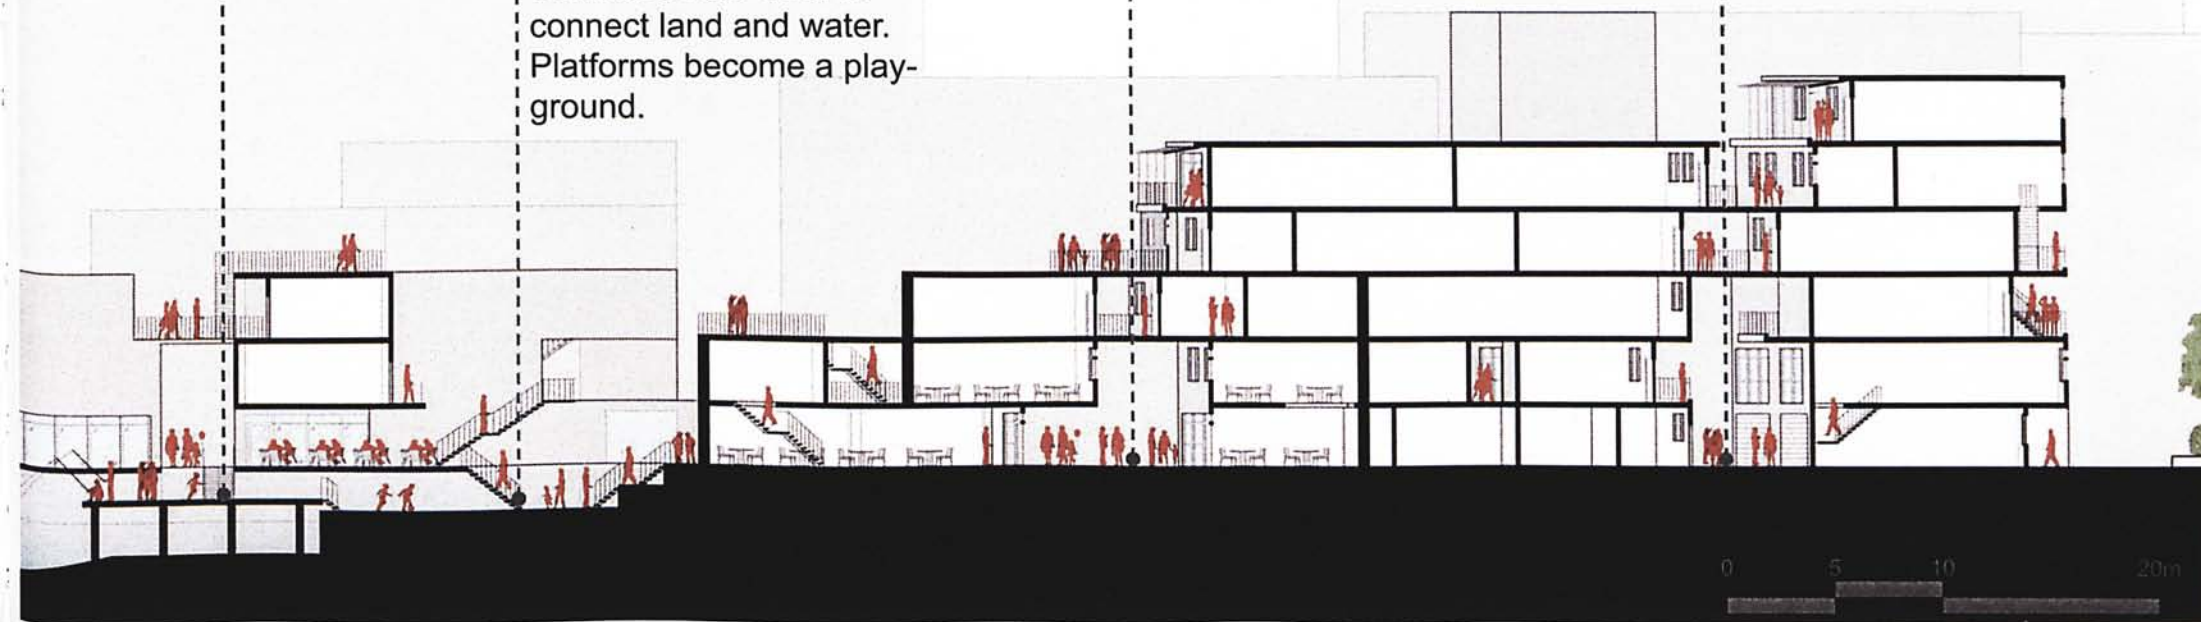 connect land and water.
Platforms become a play-
ground.
0 5 10 20m